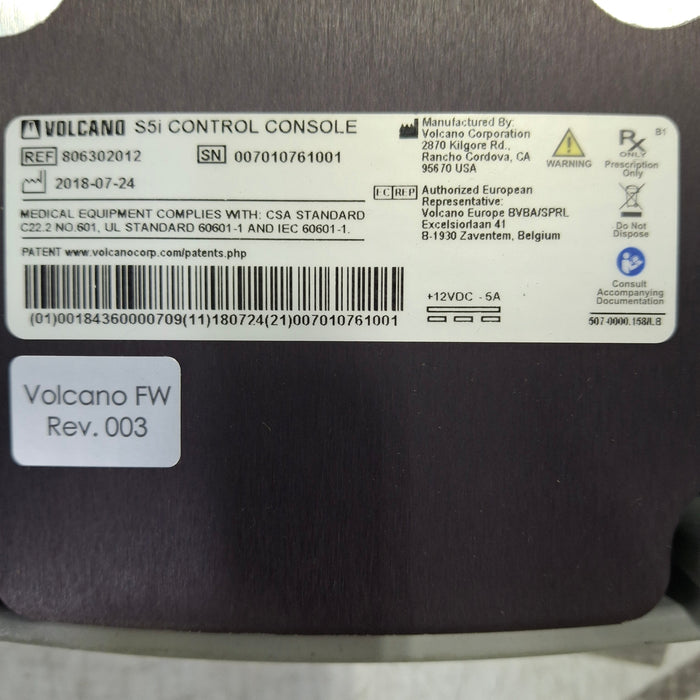 VOLCANO S5i CONTROL CONSOLE
REF 806302012 SN 007010761001
2018-07-24
MEDICAL EQUIPMENT COMPLIES WITH: CSA STANDARD
C22.2 NO.601, UL STANDARD 60601-1 AND IEC 60601-1.
PATENT www.volcanocorp.com/patents.php
(01)00184360000709(11)180724(21)007010761001
Manufactured By:
Volcano Corporation
2870 Kilgore Rd.,
Rancho Cordova, CA
95670 USA
EC REP Authorized European
Representative:
Volcano Europe BVBA/SPRL
Excelsiorlaan 41
B-1930 Zaventem, Belgium
+12VDC - 5A
WARNING
B1
Rx
ONLY
Prescription
Only
Do Not
Dispose
Consult
Accompanying
Documentation
507-0000.158/LB
Volcano FW
Rev. 003